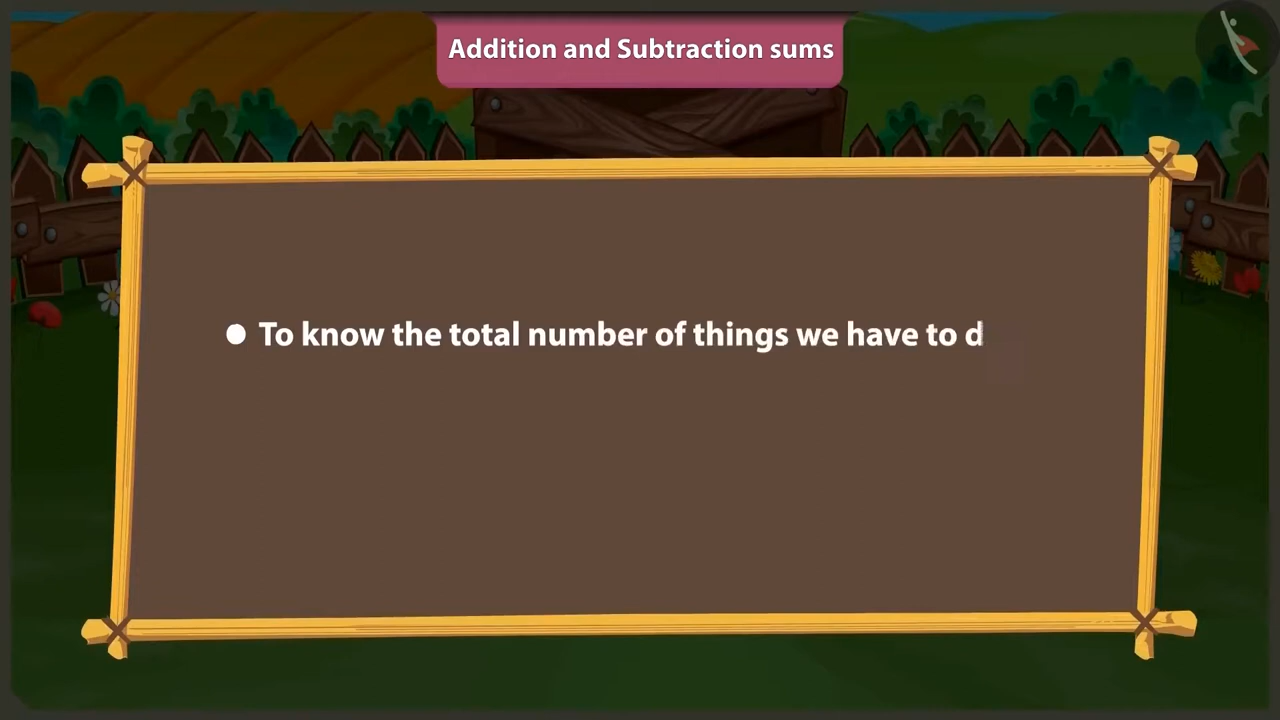 Addition and Subtraction sums
● To know the total number of things we have to d